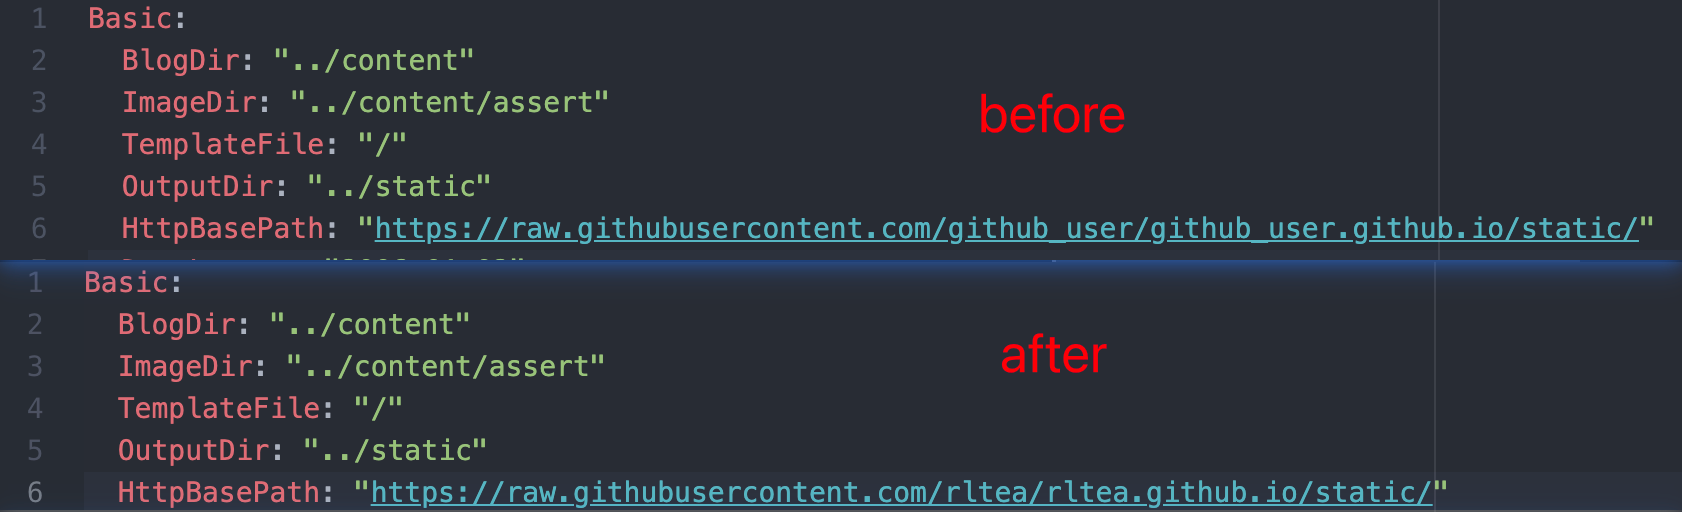 1 Basic:
2 BlogDir: "../content"
3 ImageDir: "../content/assert"
before
4 TemplateFile: "/"
5 OutputDir: "../static"
6 HttpBasePath: "https://raw.githubusercontent.com/github_user/github_user.github.io/static/"
1 Basic:
2 BlogDir: "../content"
3 ImageDir: "../content/assert"
after
4 TemplateFile: "/"
5 OutputDir: "../static"
6 HttpBasePath: "https://raw.githubusercontent.com/rltea/rltea.github.io/static/"